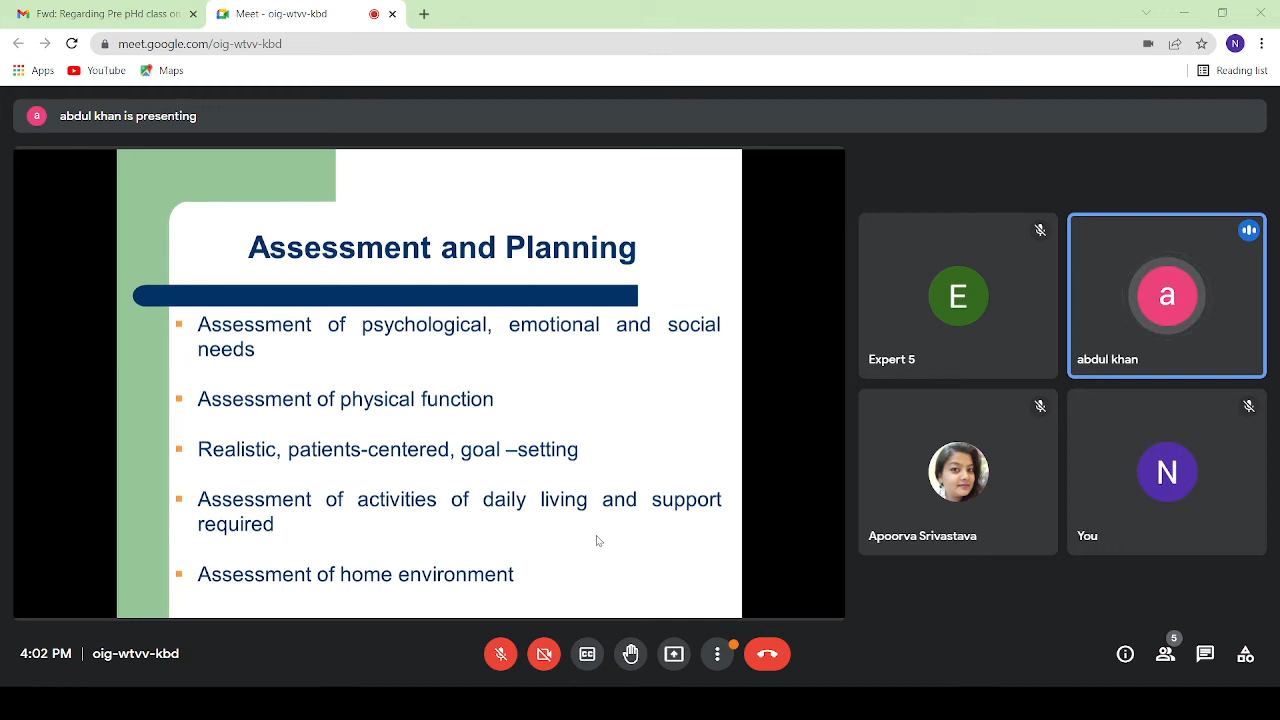 Fwd: Regarding Pre pHd class on
Meet - oig-wtvv-kbd
meet.google.com/oig-wtvv-kbd
N
Apps
YouTube
Maps
Reading list
a
abdul khan is presenting
Assessment and Planning
Assessment of psychological, emotional and social
needs
Assessment of physical function
Realistic, patients-centered, goal –setting
Assessment of activities of daily living and support
required
Assessment of home environment
E
Expert 5
a
abdul khan
Apoorva Srivastava
N
You
4:02 PM
oig-wtvv-kbd
5